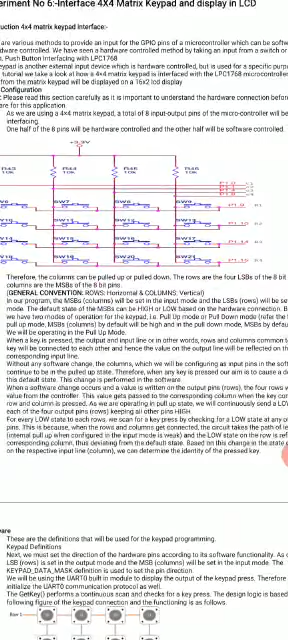 eriment No 6:-Interface 4X4 Matrix Keypad and display in LCD
uction 4x4 matrix keypad interface:-
are various methods to provide an input for the GPIO pins of a microcontroller which can be softw
dware controlled. We have seen a hardware controlled method by taking an input from a switch or
s. Push Button Interfacing with LPC1768
eypad is another external input device which is hardware controlled, but is used for a specific purpo
tutorial we take a look at how a 4×4 matrix keypad is interfaced with the LPC1768 microcontroller
from the matrix keypad will be displayed on a 16x2 lcd display
Configuration
Please read this section carefully as it is important to understand the hardware connection before
are for this application.
As we are using a 4×4 matrix keypad, a total of 8 input-output pins of the micro-controller will be
interfacing.
One half of the 8 pins will be hardware controlled and the other half will be software controlled
+3.3V
R43 R44 R45 R46
SW7 SW8 SW9
Therefore, the columns can be pulled up or pulled down. The rows are the four LSBs of the 8 bit
columns are the MSBs of the 8 bit pins.
(GENERAL CONVENTION: ROWS: Horizontal & COLUMNS: Vertical)
In our program, the MSBs (columns) will be set in the input mode and the LSBs (rows) will be se
mode. The default state of the MSBs can be HIGH or LOW based on the hardware connection. B
we have two modes of operation for the keypad, i.e. Pull Up Mode or Pull Down mode (refer the
pull up mode, MSBs (columns) by default will be high and in the pull down mode, MSBs by defau
We will be operating in the Pull Up Mode.
When a key is pressed, the output and input line or in other words, rows and columns common t
key will be connected to each other and hence the value on the output line will be reflected on th
corresponding input line.
Without any software change, the columns, which we will be configuring as input pins in the soft
continue to be in the pulled up state. Therefore, when any key is pressed our aim is to cause a de
this default state. This change is performed in the software
When a software change occurs and a value is written on the output pins (rows), the four rows w
value from the controller. This value gets passed to the corresponding column when the key cor
row and column is pressed. As we are operating in pull up state, we will continuously send a LOW
each of the four output pins (rows) keeping all other pins HIGH
For every LOW state to each rows, we scan for a key press by checking for a LOW state at any of
pins. This is because, when the rows and columns get connected, the circuit takes the path of le
(internal pull up when configured in the input mode is weak) and the LOW state on the row is ref
corresponding column, thus deviating from the default state. Based on this change in the state
on the respective input line (column), we can determine the identity of the pressed key.
ware
These are the definitions that will be used for the keypad programming.
Keypad Definitions
Next, we must set the direction of the hardware pins according to its software functionality. As
LSB (rows) is set in the output mode and the MSB (columns) will be set in input mode. The
KEYPAD_DATA_MASK definition is used to set the pin direction.
We will be using the UART0 built in module to display the output of the keypad press. Therefore
initialize the UART0 communication protocol as well.
The GetKey() performs a continuous scan and checks for a key press. The design logic is based
following figure of the keypad connection and the functioning is as follows.
Row 1